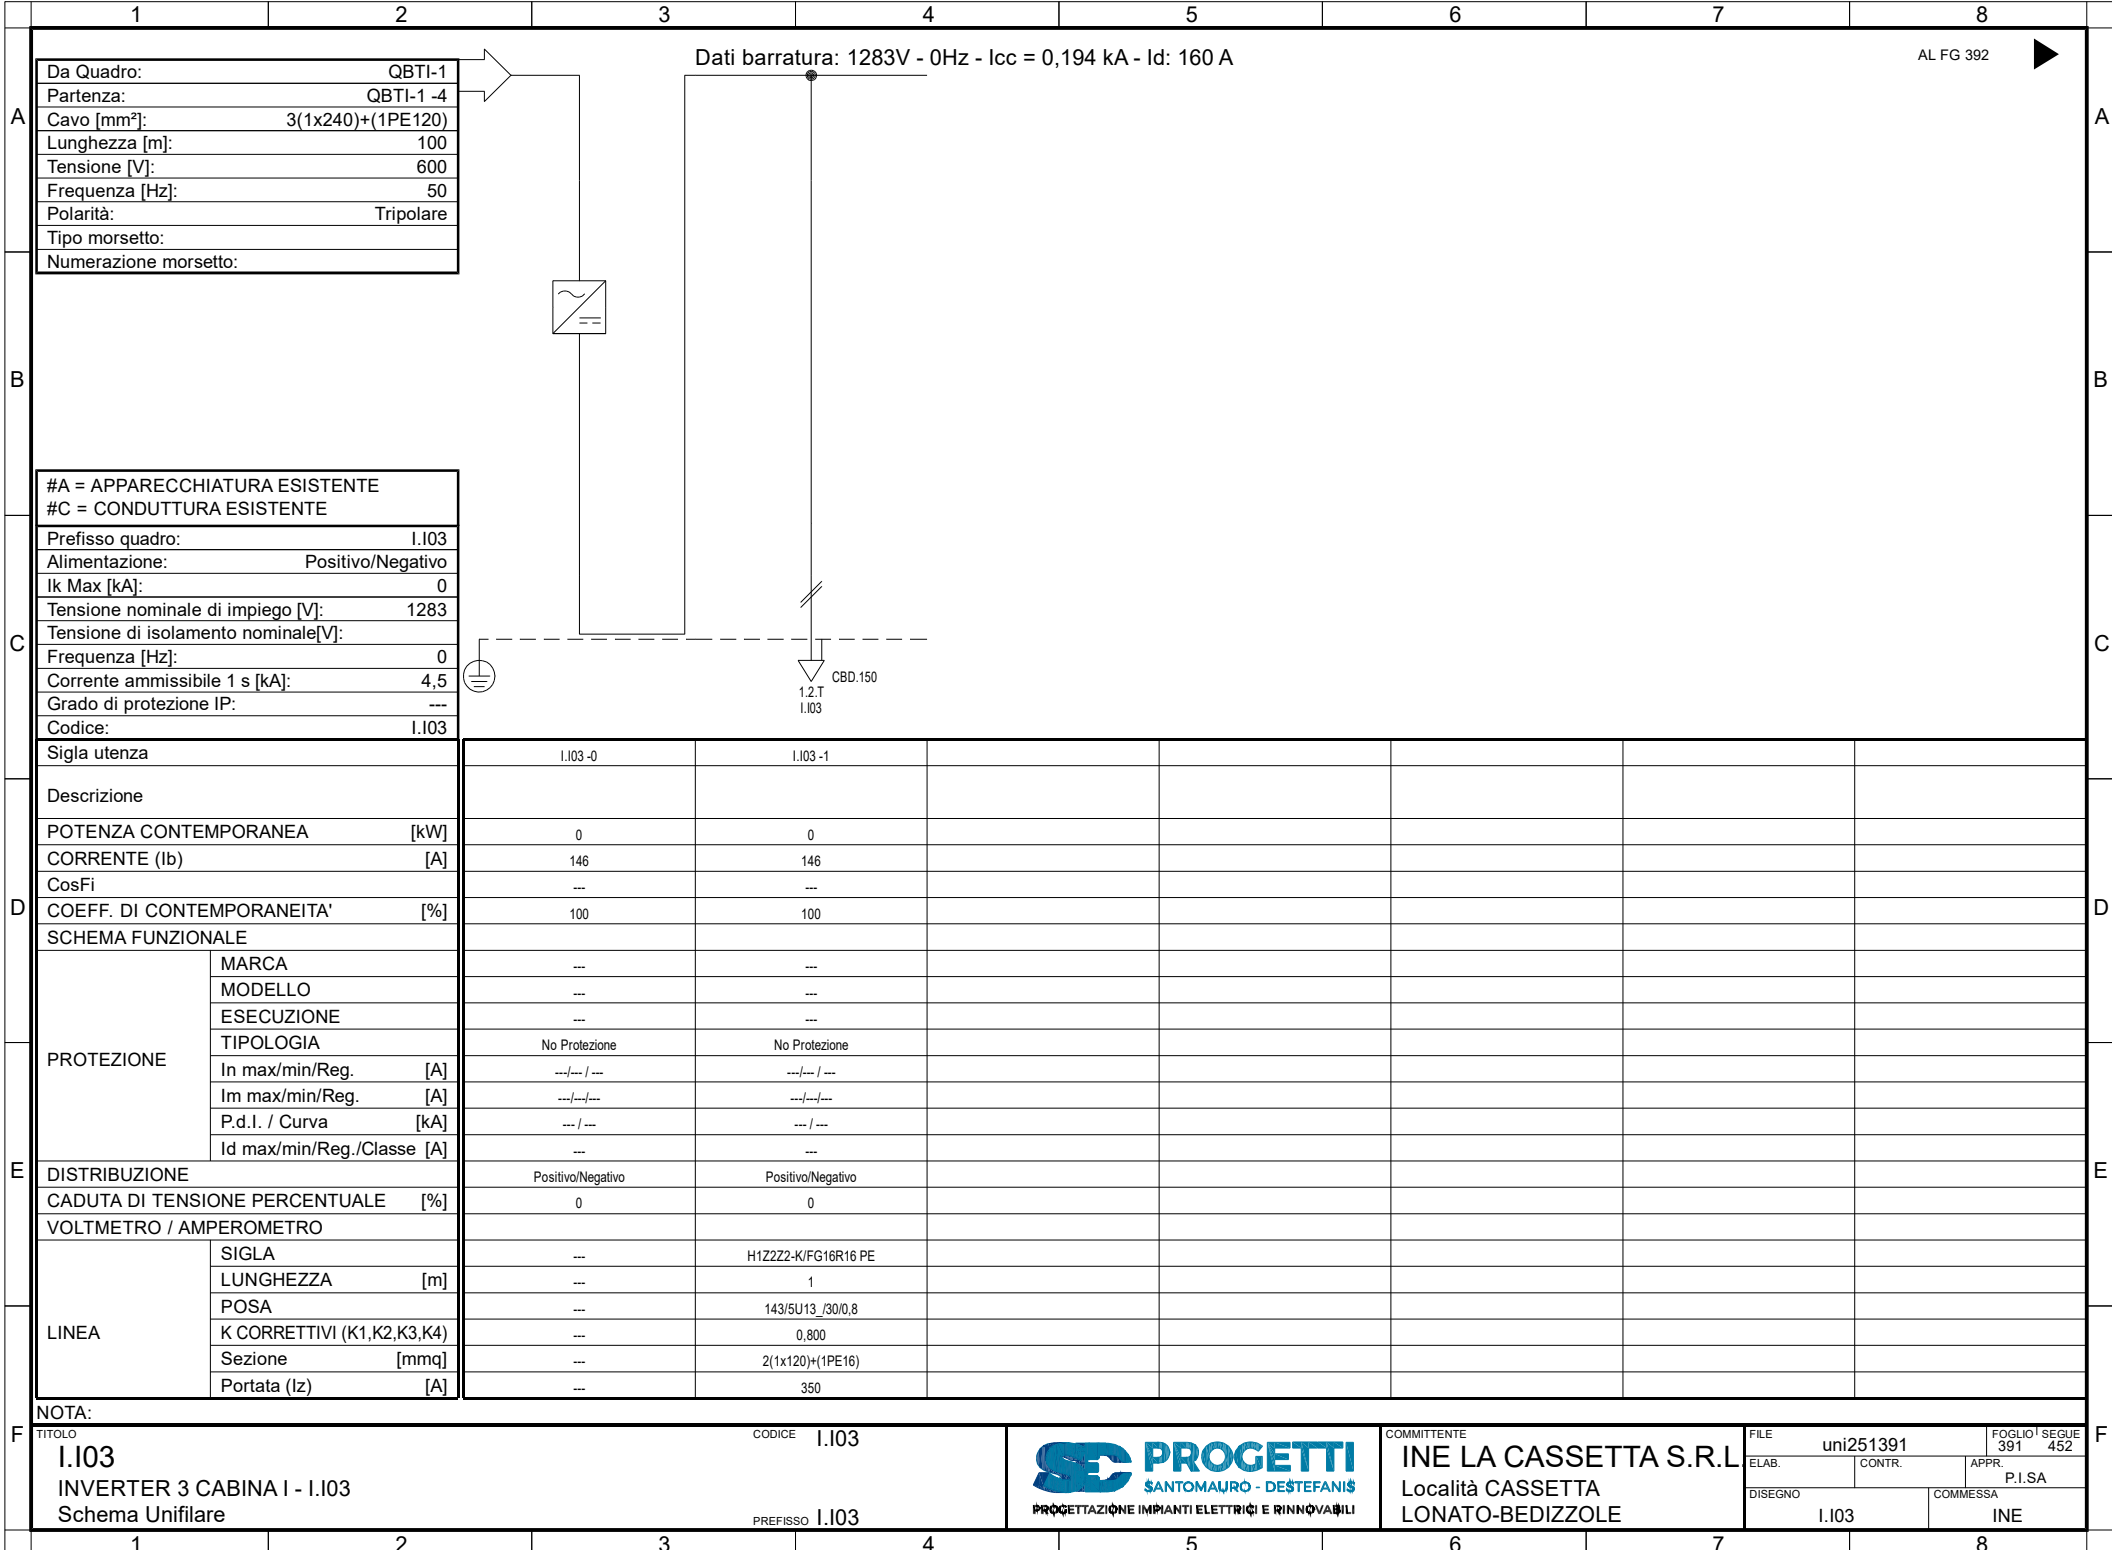 1 2 3 4 5 6 7 8
Dati barratura: 1283V - 0Hz - Icc = 0,194 kA - Id: 160 A
AL FG 392
Da Quadro: QBTI-1
Partenza: QBTI-1 -4
Cavo [mm²]: 3(1x240)+(1PE120)
Lunghezza [m]: 100
Tensione [V]: 600
Frequenza [Hz]: 50
Polarità: Tripolare
Tipo morsetto:
Numerazione morsetto:
A A
B B
#A = APPARECCHIATURA ESISTENTE
#C = CONDUTTURA ESISTENTE
Prefisso quadro: I.I03
Alimentazione: Positivo/Negativo
Ik Max [kA]: 0
Tensione nominale di impiego [V]: 1283
Tensione di isolamento nominale[V]:
Frequenza [Hz]: 0
Corrente ammissibile 1 s [kA]: 4,5
Grado di protezione IP: ---
Codice: I.I03
C C
CBD.150
1.2.T
I.I03
Sigla utenza I.I03 -0 I.I03 -1
Descrizione
POTENZA CONTEMPORANEA [kW] 0 0
CORRENTE (Ib) [A] 146 146
CosFi --- ---
D D
COEFF. DI CONTEMPORANEITA' [%] 100 100
SCHEMA FUNZIONALE
PROTEZIONE
MARCA --- ---
MODELLO --- ---
ESECUZIONE --- ---
TIPOLOGIA No Protezione No Protezione
In max/min/Reg. [A] ---/--- / --- ---/--- / ---
Im max/min/Reg. [A] ---/---/--- ---/---/---
P.d.I. / Curva [kA] --- / --- --- / ---
Id max/min/Reg./Classe [A] --- ---
E E
DISTRIBUZIONE Positivo/Negativo Positivo/Negativo
CADUTA DI TENSIONE PERCENTUALE [%] 0 0
VOLTMETRO / AMPEROMETRO
LINEA
SIGLA --- H1Z2Z2-K/FG16R16 PE
LUNGHEZZA [m] --- 1
POSA --- 143/5U13_/30/0,8
K CORRETTIVI (K1,K2,K3,K4) --- 0,800
Sezione [mmq] --- 2(1x120)+(1PE16)
Portata (Iz) [A] --- 350
NOTA:
F F
TITOLO
I.I03
INVERTER 3 CABINA I - I.I03
Schema Unifilare
CODICE I.I03
PREFISSO I.I03
SD PROGETTI
SANTOMAURO - DESTEFANIS
PROGETTAZIONE IMPIANTI ELETTRICI E RINNOVABILI
COMMITTENTE
INE LA CASSETTA S.R.L.
Località CASSETTA
LONATO-BEDIZZOLE
FILE uni251391
FOGLIO 391 SEGUE 452
ELAB. CONTR. APPR. P.I.SA
DISEGNO I.I03
COMMESSA INE
1 2 3 4 5 6 7 8